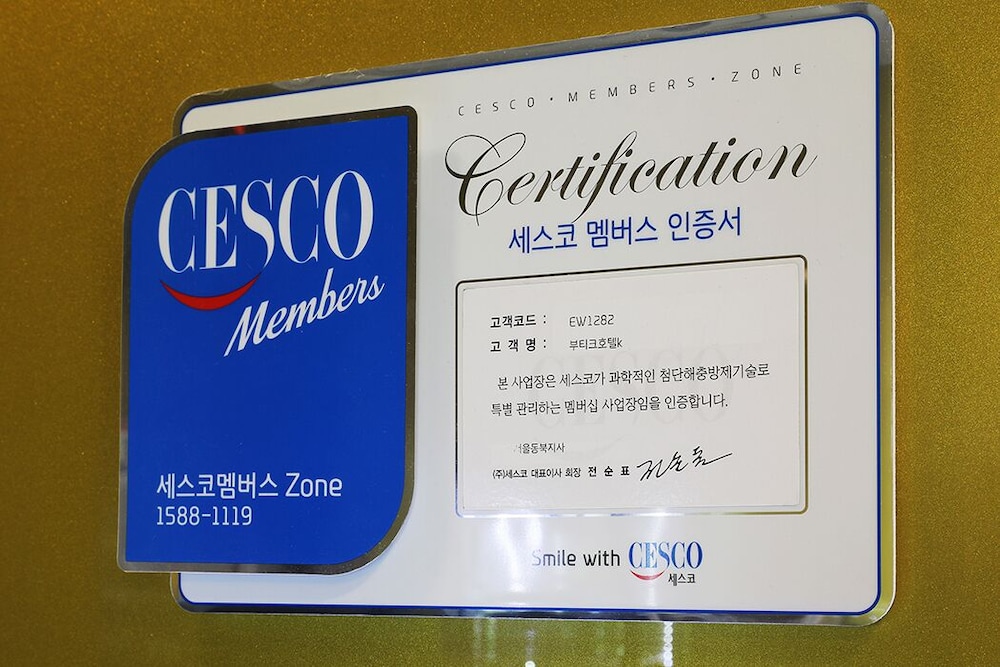 CESCO
Members
세스코멤버스 Zone
1588-1119
CESCO · MEMBERS · ZONE
Certification
세스코 멤버스 인증서
고객코드 : EW1282
고 객 명 : 부티크호텔k
본 사업장은 세스코가 과학적인 첨단해충방제기술로
특별 관리하는 멤버십 사업장임을 인증합니다.
서울동북지사
(주)세스코 대표이사 회장 전 순 표 전순표
Smile with CESCO
세스코